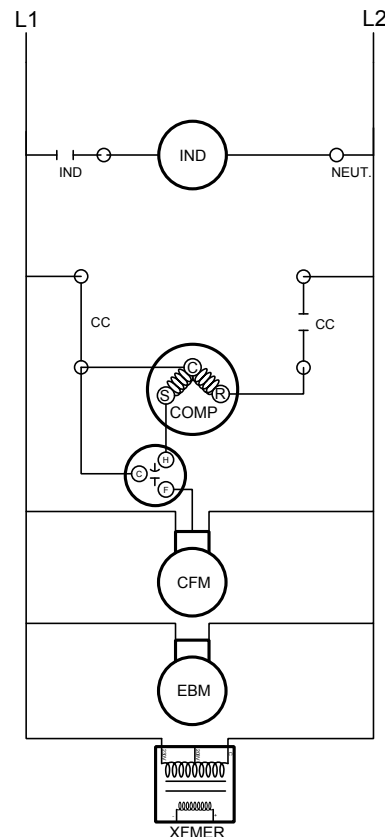 L1 L2
IND
IND NEUT.
CC CC
C
S R
COMP
H
C
F
CFM
EBM
- +
XFMER